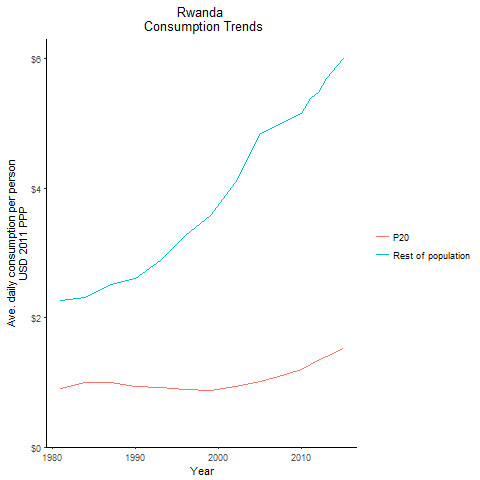 Rwanda
Consumption Trends
Ave. daily consumption per person
USD 2011 PPP
$6
$4
$2
$0
1980
1990
2000
2010
Year
P20
Rest of population